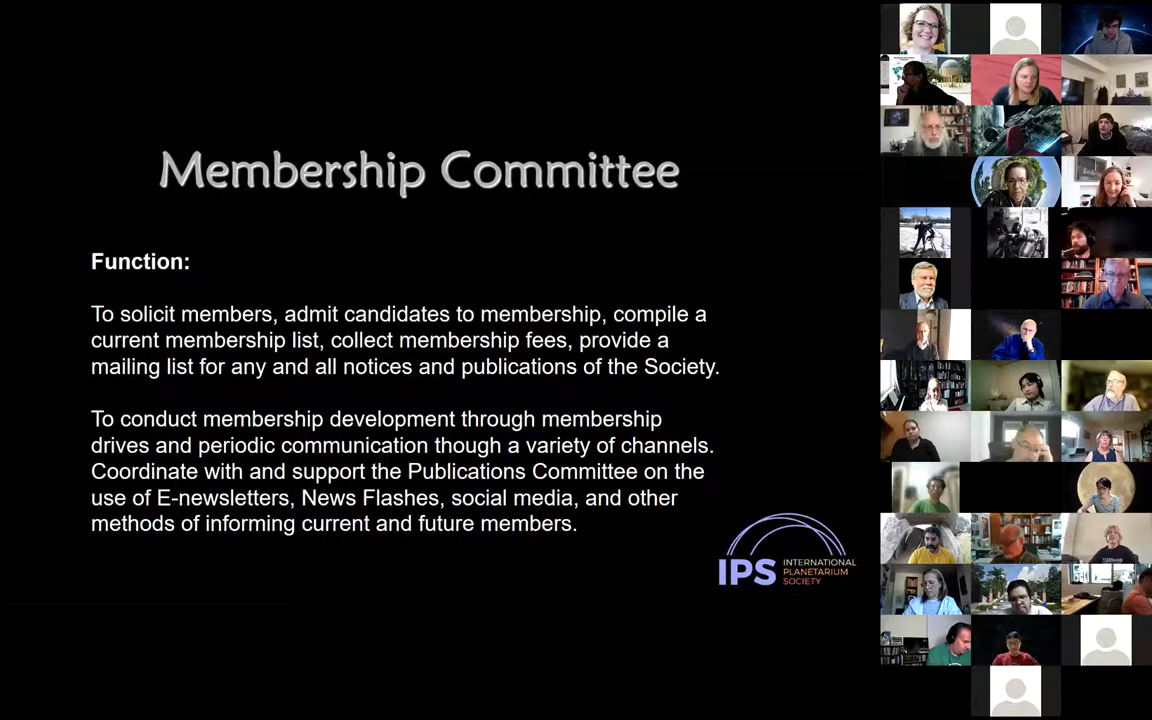 Membership Committee
Function:
To solicit members, admit candidates to membership, compile a
current membership list, collect membership fees, provide a
mailing list for any and all notices and publications of the Society.
To conduct membership development through membership
drives and periodic communication though a variety of channels.
Coordinate with and support the Publications Committee on the
use of E-newsletters, News Flashes, social media, and other
methods of informing current and future members.
IPS INTERNATIONAL
PLANETARIUM
SOCIETY